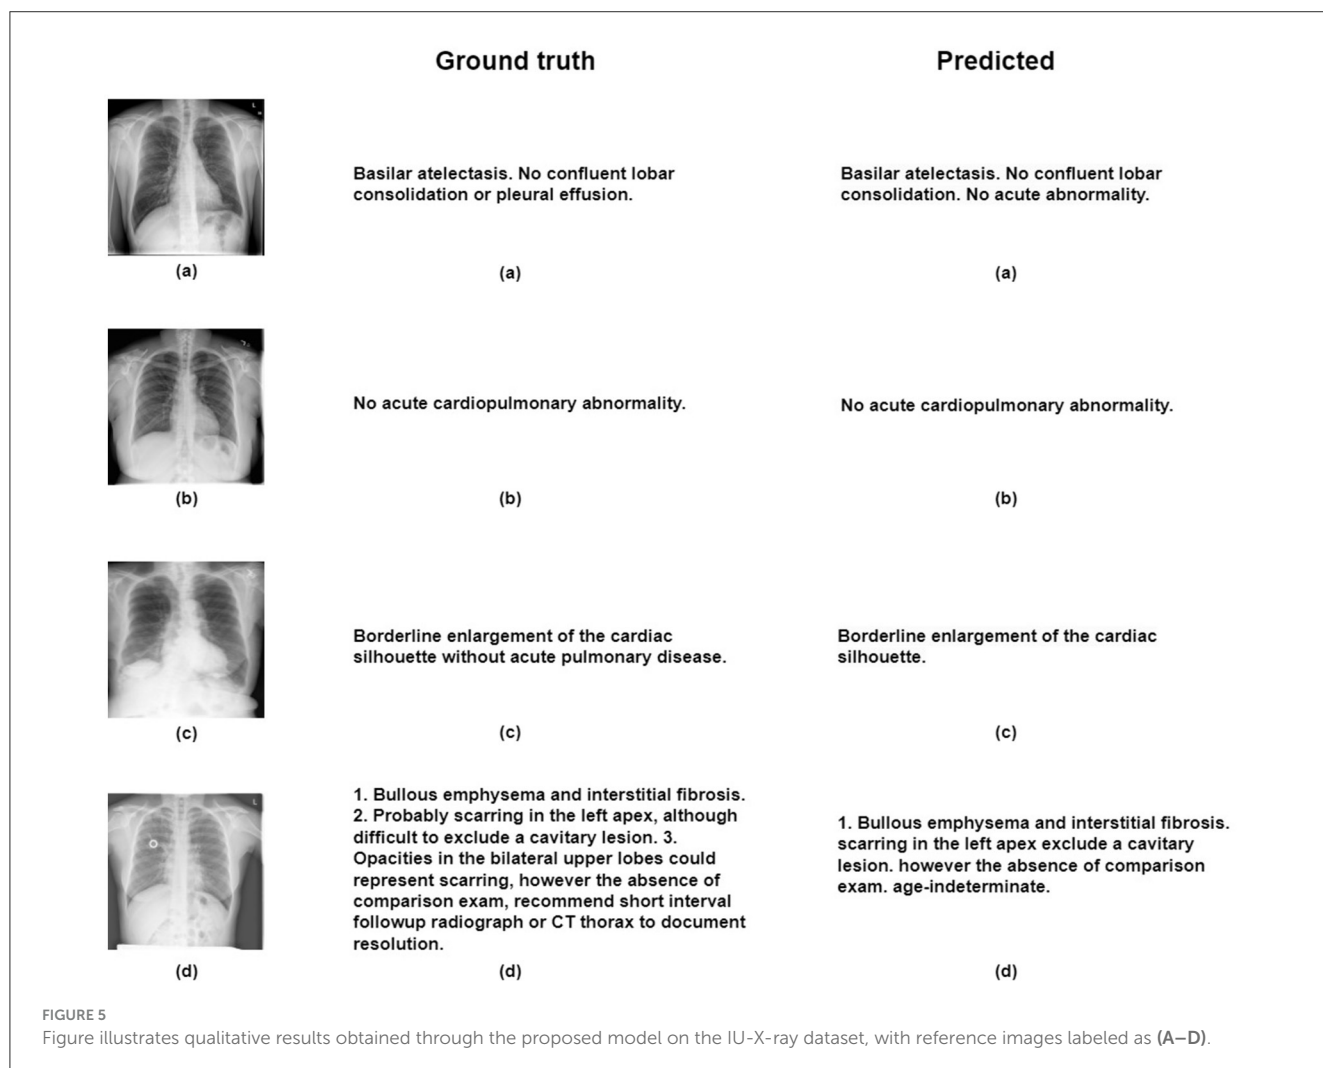 Ground truth
Predicted
Basilar atelectasis. No confluent lobar
consolidation or pleural effusion.
Basilar atelectasis. No confluent lobar
consolidation. No acute abnormality.
(a)
(a)
(a)
No acute cardiopulmonary abnormality.
No acute cardiopulmonary abnormality.
(b)
(b)
(b)
Borderline enlargement of the cardiac
silhouette without acute pulmonary disease.
Borderline enlargement of the cardiac
silhouette.
(c)
(c)
(c)
L
1. Bullous emphysema and interstitial fibrosis.
2. Probably scarring in the left apex, although
difficult to exclude a cavitary lesion. 3.
Opacities in the bilateral upper lobes could
represent scarring, however the absence of
comparison exam, recommend short interval
followup radiograph or CT thorax to document
resolution.
1. Bullous emphysema and interstitial fibrosis.
scarring in the left apex exclude a cavitary
lesion. however the absence of comparison
exam. age-indeterminate.
(d)
(d)
(d)
FIGURE 5
Figure illustrates qualitative results obtained through the proposed model on the IU-X-ray dataset, with reference images labeled as (A–D).